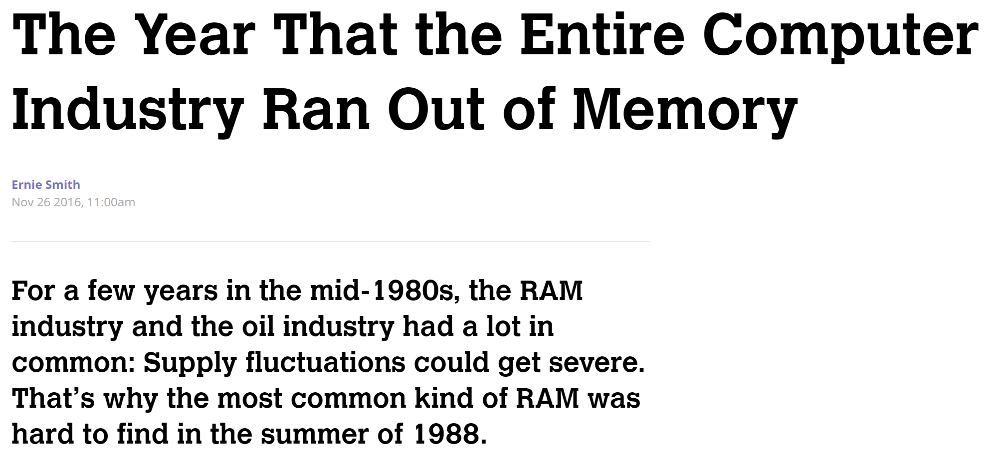 The Year That the Entire Computer
Industry Ran Out of Memory
Ernie Smith
Nov 26 2016, 11:00am
For a few years in the mid-1980s, the RAM
industry and the oil industry had a lot in
common: Supply fluctuations could get severe.
That’s why the most common kind of RAM was
hard to find in the summer of 1988.